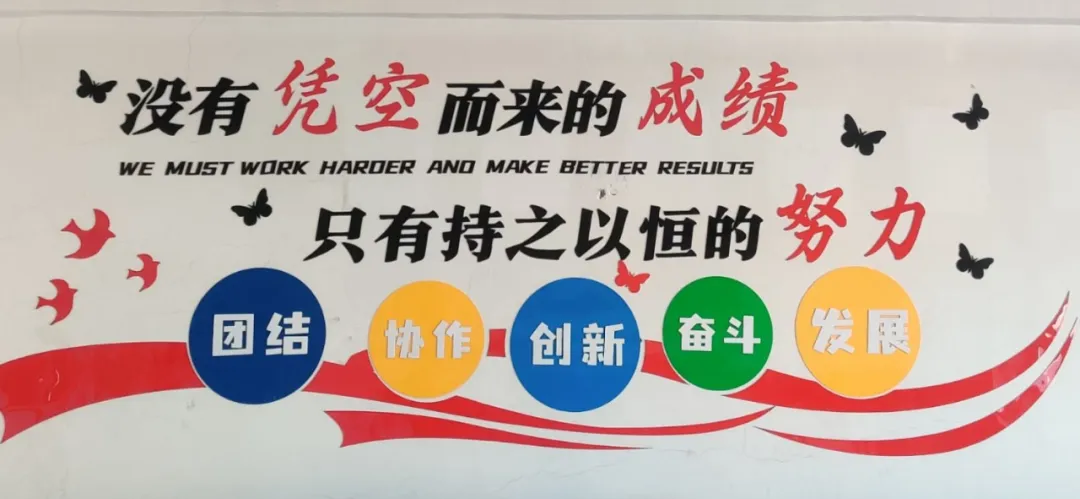 没有凭空而来的成绩
WE MUST WORK HARDER AND MAKE BETTER RESULTS
只有持之以恒的努力
团结 协作 创新 奋斗 发展